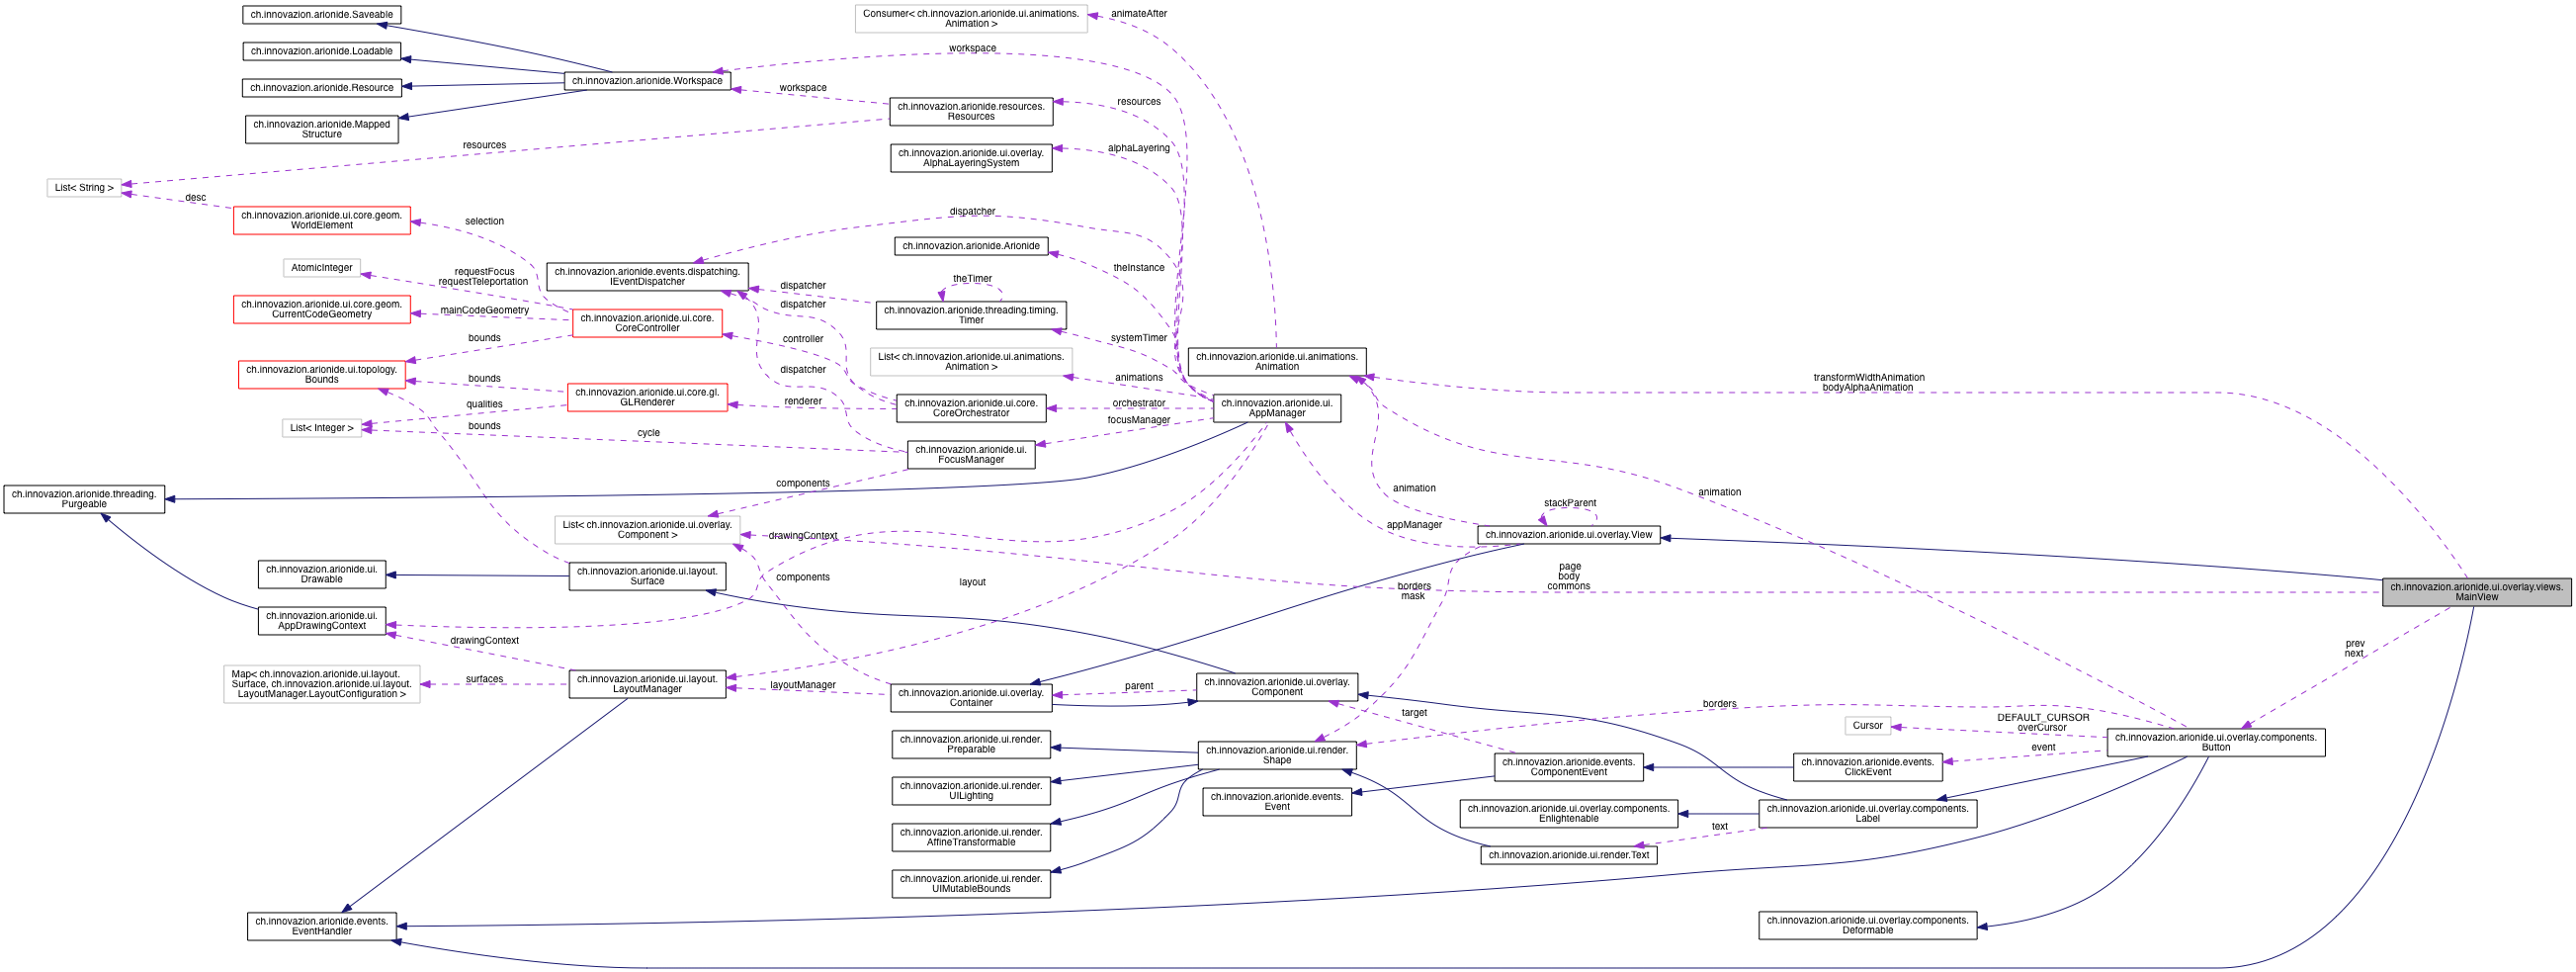 ch.innovazion.arionide.Saveable
Consumer< ch.innovazion.arionide.ui.animations.
Animation >
animateAfter
ch.innovazion.arionide.Loadable
workspace
ch.innovazion.arionide.Workspace
ch.innovazion.arionide.Resource
workspace
ch.innovazion.arionide.resources.
Resources
resources
ch.innovazion.arionide.Mapped
Structure
resources
ch.innovazion.arionide.ui.overlay.
AlphaLayeringSystem
alphaLayering
List< String >
desc
ch.innovazion.arionide.ui.core.geom.
WorldElement
selection
dispatcher
ch.innovazion.arionide.Arionide
theInstance
AtomicInteger
requestFocus
requestTeleportation
ch.innovazion.arionide.events.dispatching.
IEventDispatcher
dispatcher
theTimer
ch.innovazion.arionide.ui.core.geom.
CurrentCodeGeometry
mainCodeGeometry
dispatcher
ch.innovazion.arionide.threading.timing.
Timer
ch.innovazion.arionide.ui.core.
CoreController
bounds
controller
systemTimer
ch.innovazion.arionide.ui.topology.
Bounds
bounds
dispatcher
List< ch.innovazion.arionide.ui.animations.
Animation >
animations
ch.innovazion.arionide.ui.animations.
Animation
transformWidthAnimation
bodyAlphaAnimation
ch.innovazion.arionide.ui.core.gl.
GLRenderer
qualities
renderer
ch.innovazion.arionide.ui.core.
CoreOrchestrator
orchestrator
ch.innovazion.arionide.ui.
AppManager
List< Integer >
bounds
cycle
focusManager
ch.innovazion.arionide.ui.
FocusManager
ch.innovazion.arionide.threading.
Purgeable
components
animation
animation
stackParent
List< ch.innovazion.arionide.ui.overlay.
Component >
drawingContext
appManager
ch.innovazion.arionide.ui.overlay.View
ch.innovazion.arionide.ui.
Drawable
ch.innovazion.arionide.ui.layout.
Surface
components
layout
borders
mask
page
body
commons
ch.innovazion.arionide.ui.overlay.views.
MainView
ch.innovazion.arionide.ui.
AppDrawingContext
drawingContext
prev
next
Map< ch.innovazion.arionide.ui.layout.
Surface, ch.innovazion.arionide.ui.layout.
LayoutManager.LayoutConfiguration >
surfaces
ch.innovazion.arionide.ui.layout.
LayoutManager
layoutManager
ch.innovazion.arionide.ui.overlay.
Container
parent
ch.innovazion.arionide.ui.overlay.
Component
target
borders
Cursor
DEFAULT_CURSOR
overCursor
ch.innovazion.arionide.ui.overlay.components.
Button
ch.innovazion.arionide.ui.render.
Preparable
ch.innovazion.arionide.ui.render.
Shape
event
ch.innovazion.arionide.events.
ComponentEvent
ch.innovazion.arionide.events.
ClickEvent
ch.innovazion.arionide.ui.render.
UILighting
ch.innovazion.arionide.events.
Event
ch.innovazion.arionide.ui.overlay.components.
Enlightenable
ch.innovazion.arionide.ui.overlay.components.
Label
ch.innovazion.arionide.ui.render.
AffineTransformable
text
ch.innovazion.arionide.ui.render.Text
ch.innovazion.arionide.ui.render.
UIMutableBounds
ch.innovazion.arionide.events.
EventHandler
ch.innovazion.arionide.ui.overlay.components.
Deformable